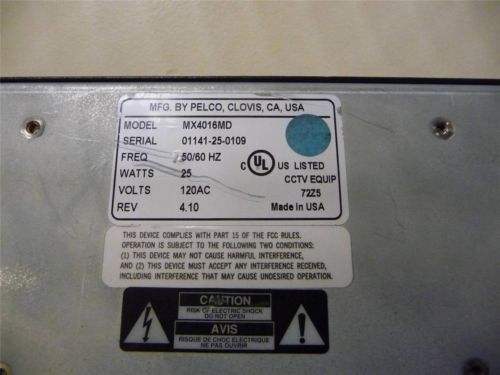 MFG. BY PELCO, CLOVIS, CA, USA
MODEL MX4016MD
SERIAL 01141-25-0109
FREQ 50/60 HZ
WATTS 25
VOLTS 120AC
REV 4.10
C UL US LISTED
CCTV EQUIP
72Z5
Made in USA
THIS DEVICE COMPLIES WITH PART 15 OF THE FCC RULES.
OPERATION IS SUBJECT TO THE FOLLOWING TWO CONDITIONS:
(1) THIS DEVICE MAY NOT CAUSE HARMFUL INTERFERENCE,
AND (2) THIS DEVICE MUST ACCEPT ANY INTERFERENCE RECEIVED,
INCLUDING INTERFERENCE THAT MAY CAUSE UNDESIRED OPERATION.
CAUTION
RISK OF ELECTRIC SHOCK
DO NOT OPEN
AVIS
RISQUE DE CHOC ELECTRIQUE
NE PAS OUVRIR